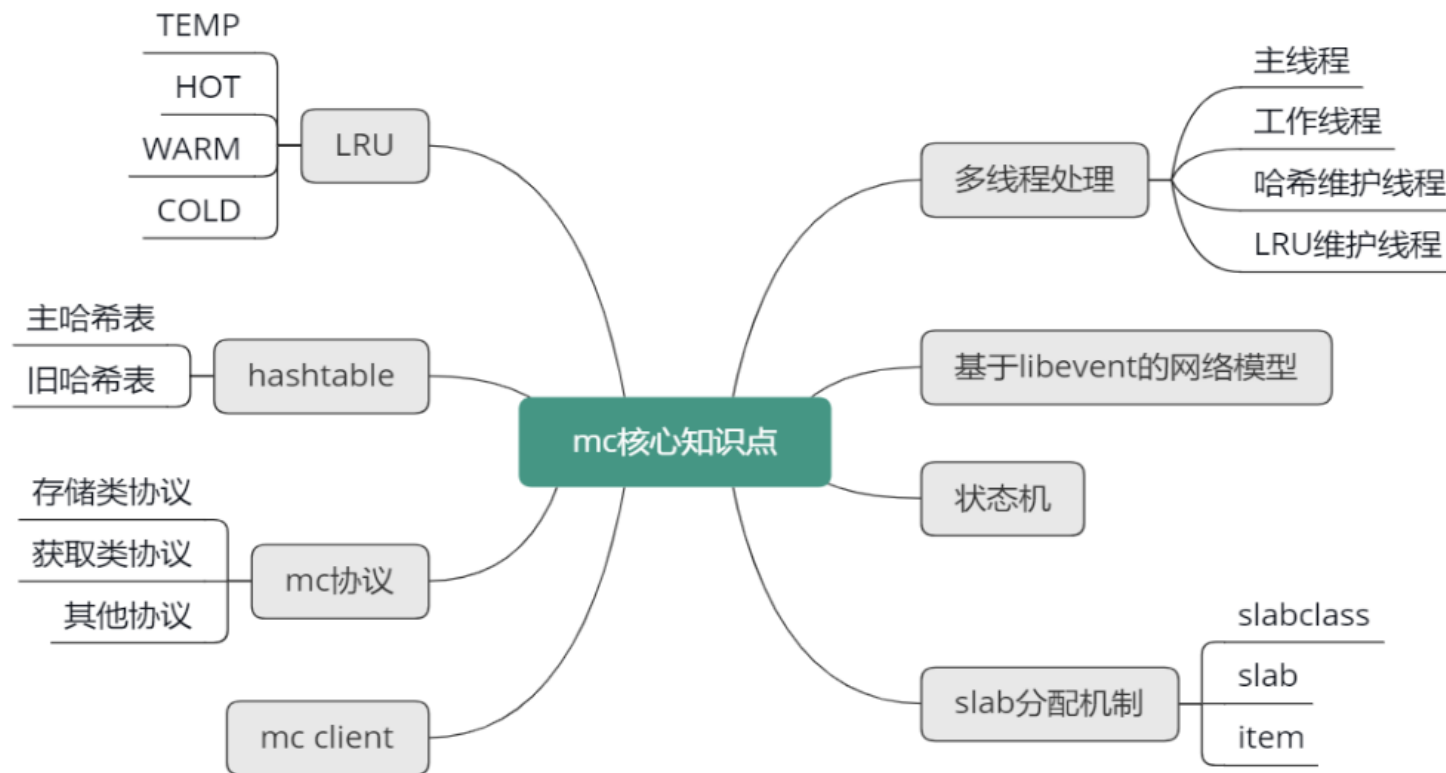 TEMP
HOT
WARM
COLD
LRU
主哈希表
旧哈希表
hashtable
存储类协议
获取类协议
其他协议
mc协议
mc client
mc核心知识点
多线程处理
主线程
工作线程
哈希维护线程
LRU维护线程
基于libevent的网络模型
状态机
slab分配机制
slabclass
slab
item